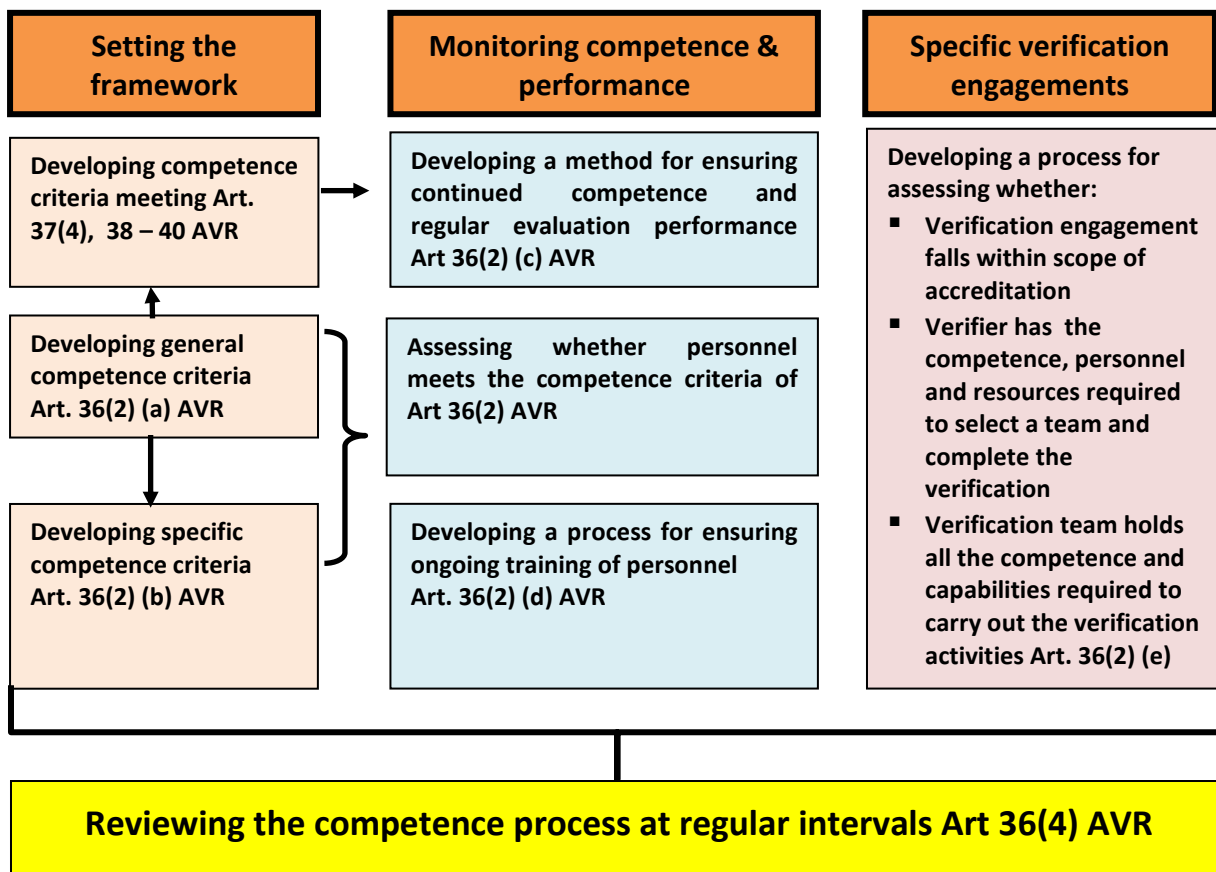 Setting the
framework
Monitoring competence &
performance
Specific verification
engagements
Developing competence
criteria meeting Art.
37(4), 38 – 40 AVR
Developing general
competence criteria
Art. 36(2) (a) AVR
Developing specific
competence criteria
Art. 36(2) (b) AVR
Developing a method for ensuring
continued competence and
regular evaluation performance
Art 36(2) (c) AVR
Assessing whether personnel
meets the competence criteria of
Art 36(2) AVR
Developing a process for ensuring
ongoing training of personnel
Art. 36(2) (d) AVR
Developing a process for
assessing whether:
▪ Verification engagement
falls within scope of
accreditation
▪ Verifier has the
competence, personnel
and resources required
to select a team and
complete the
verification
▪ Verification team holds
all the competence and
capabilities required to
carry out the verification
activities Art. 36(2) (e)
Reviewing the competence process at regular intervals Art 36(4) AVR